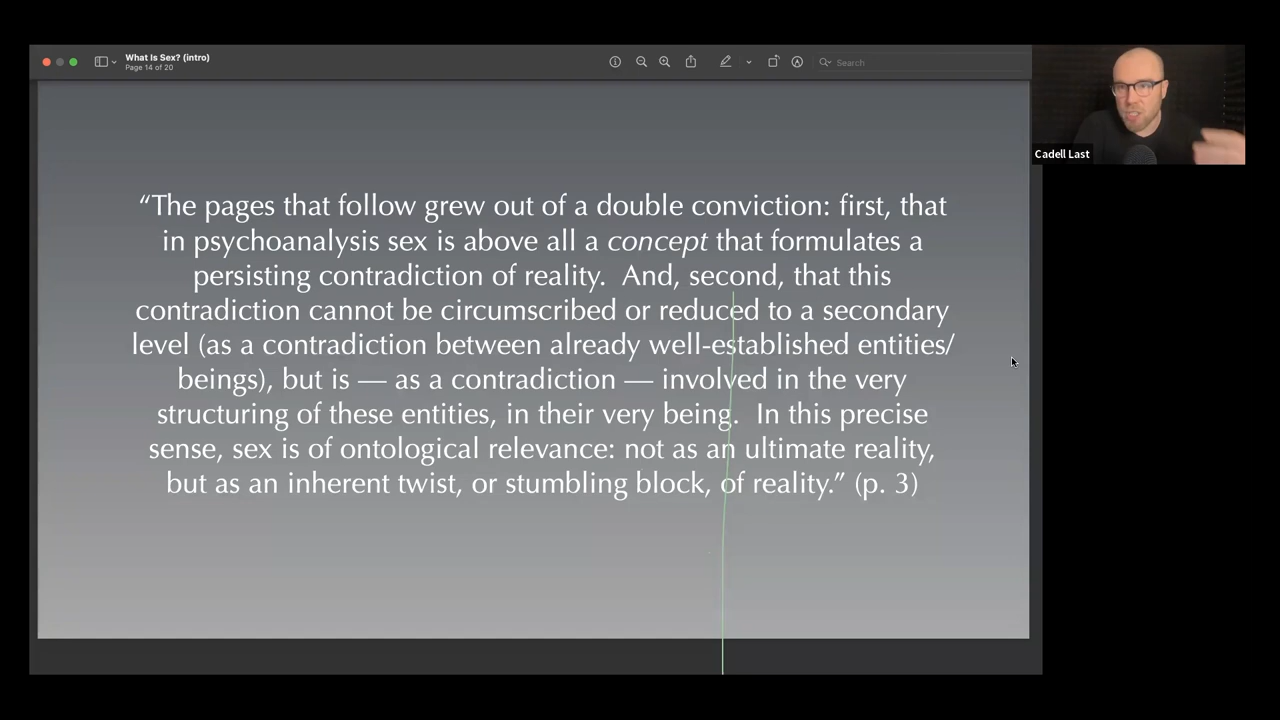 What Is Sex? (intro)
Page 14 of 20
Search
Cadell Last
“The pages that follow grew out of a double conviction: first, that
in psychoanalysis sex is above all a concept that formulates a
persisting contradiction of reality.  And, second, that this
contradiction cannot be circumscribed or reduced to a secondary
level (as a contradiction between already well-established entities/
beings), but is — as a contradiction — involved in the very
structuring of these entities, in their very being.  In this precise
sense, sex is of ontological relevance: not as an ultimate reality,
but as an inherent twist, or stumbling block, of reality.” (p. 3)